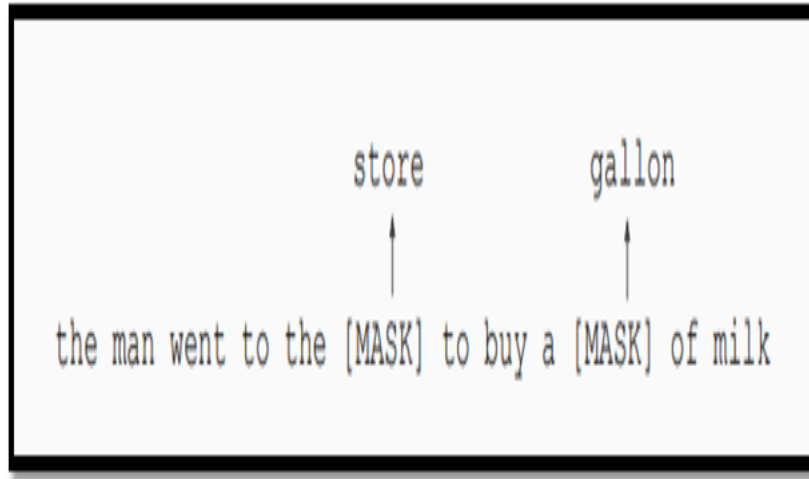 store gallon
the man went to the [MASK] to buy a [MASK] of milk